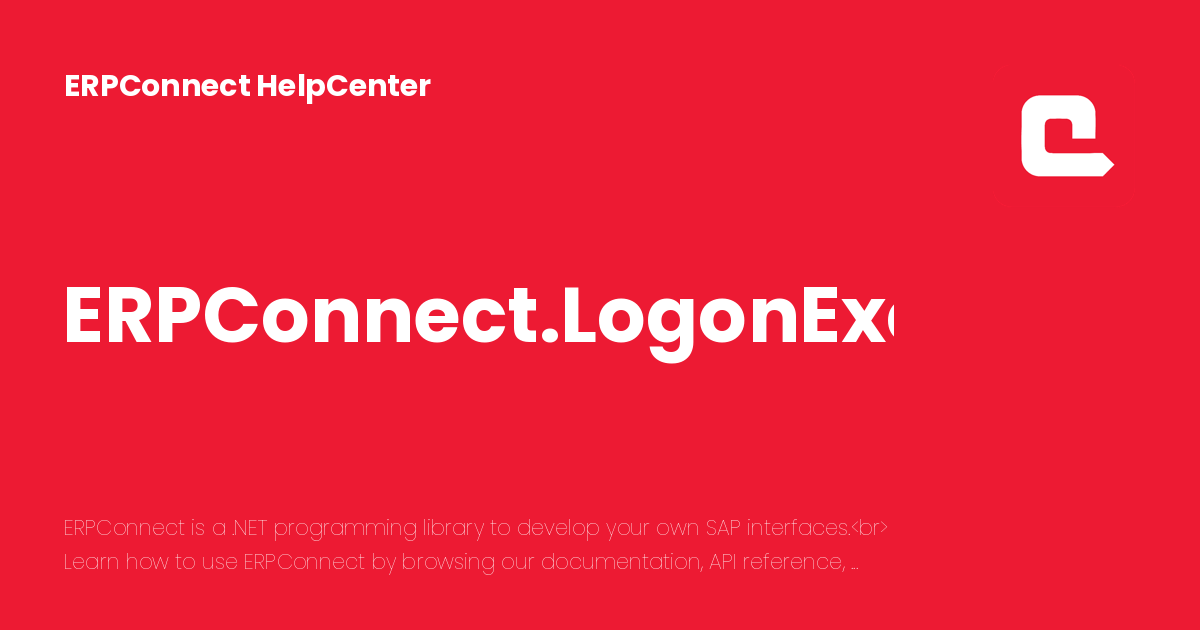 ERPConnect HelpCenter
ERPConnect.LogonEx
ERPConnect is a .NET programming library to develop your own SAP interfaces.<br>
Learn how to use ERPConnect by browsing our documentation, API reference, ...